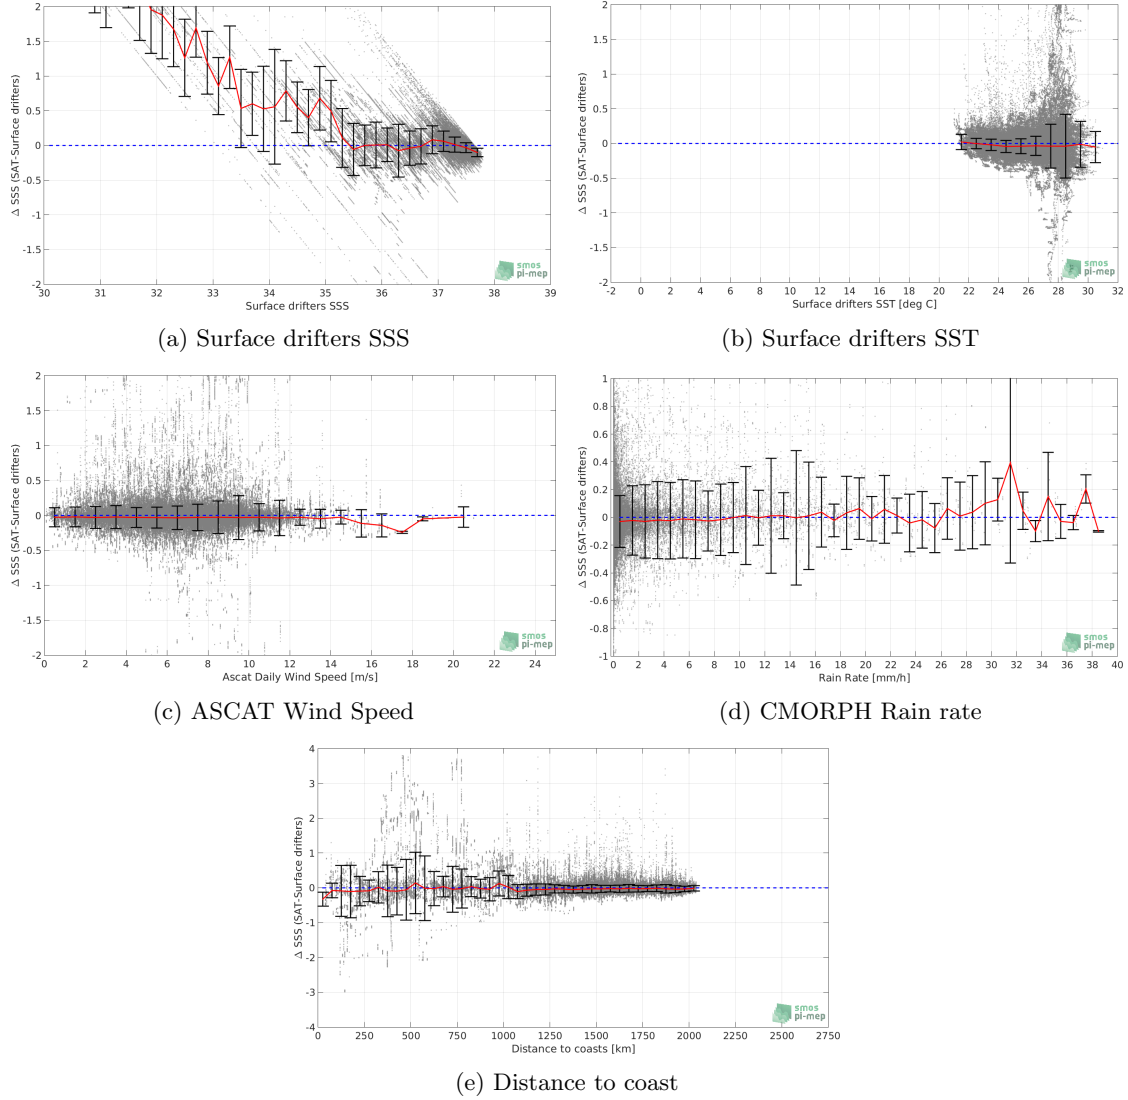 2
1.5
1
0.5
0
-0.5
-1
-1.5
-2
Δ SSS (SAT-Surface drifters)
30 31 32 33 34 35 36 37 38 39
Surface drifters SSS
smos
pi-mep
(a) Surface drifters SSS
2
1.5
1
0.5
0
-0.5
-1
-1.5
-2
Δ SSS (SAT-Surface drifters)
-2 0 2 4 6 8 10 12 14 16 18 20 22 24 26 28 30 32
Surface drifters SST [deg C]
smos
pi-mep
(b) Surface drifters SST
2
1.5
1
0.5
0
-0.5
-1
-1.5
-2
Δ SSS (SAT-Surface drifters)
0 2 4 6 8 10 12 14 16 18 20 22 24
Ascat Daily Wind Speed [m/s]
smos
pi-mep
(c) ASCAT Wind Speed
1
0.8
0.6
0.4
0.2
0
-0.2
-0.4
-0.6
-0.8
-1
Δ SSS (SAT-Surface drifters)
0 2 4 6 8 10 12 14 16 18 20 22 24 26 28 30 32 34 36 38 40
Rain Rate [mm/h]
smos
pi-mep
(d) CMORPH Rain rate
4
3
2
1
0
-1
-2
-3
-4
Δ SSS (SAT-Surface drifters)
0 250 500 750 1000 1250 1500 1750 2000 2250 2500 2750
Distance to coasts [km]
smos
pi-mep
(e) Distance to coast